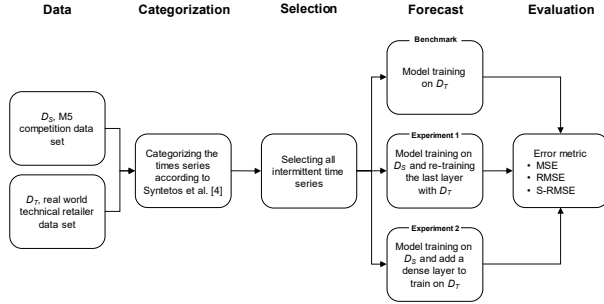 Data
Categorization
Selection
Forecast
Evaluation
D_S, M5
competition data
set
D_T, real world
technical retailer
data set
Categorizing the
times series
according to
Syntetos et al. [4]
Selecting all
intermittent time
series
Benchmark
Model training
on D_T
Experiment 1
Model training on
D_S and re-training
the last layer
with D_T
Experiment 2
Model training on
D_S and add a
dense layer to
train on D_T
Error metric
• MSE
• RMSE
• S-RMSE